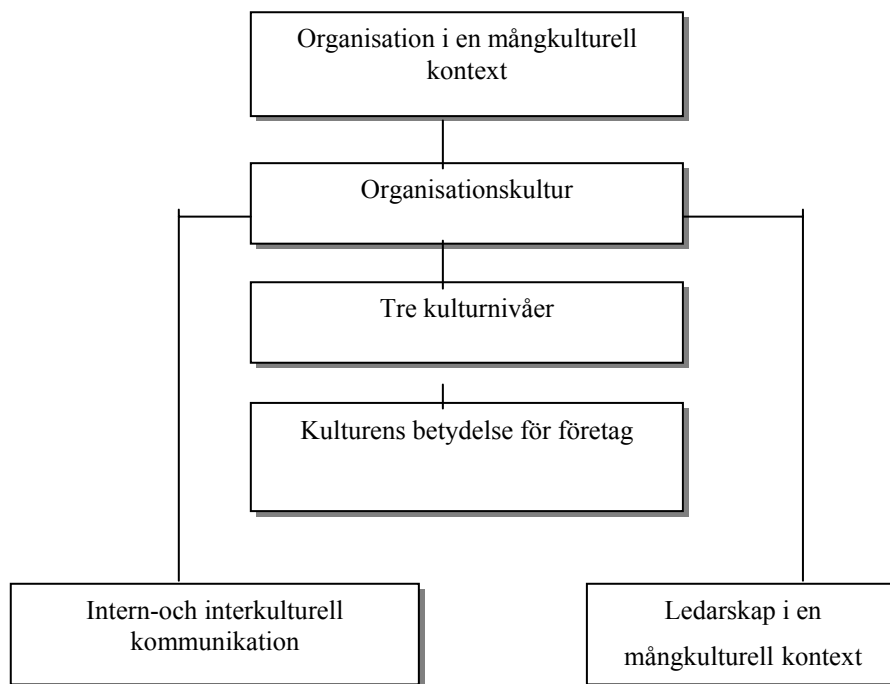 Organisation i en mångkulturell
kontext
Organisationskultur
Tre kulturnivåer
Kulturens betydelse för företag
Intern-och interkulturell
kommunikation
Ledarskap i en
mångkulturell kontext